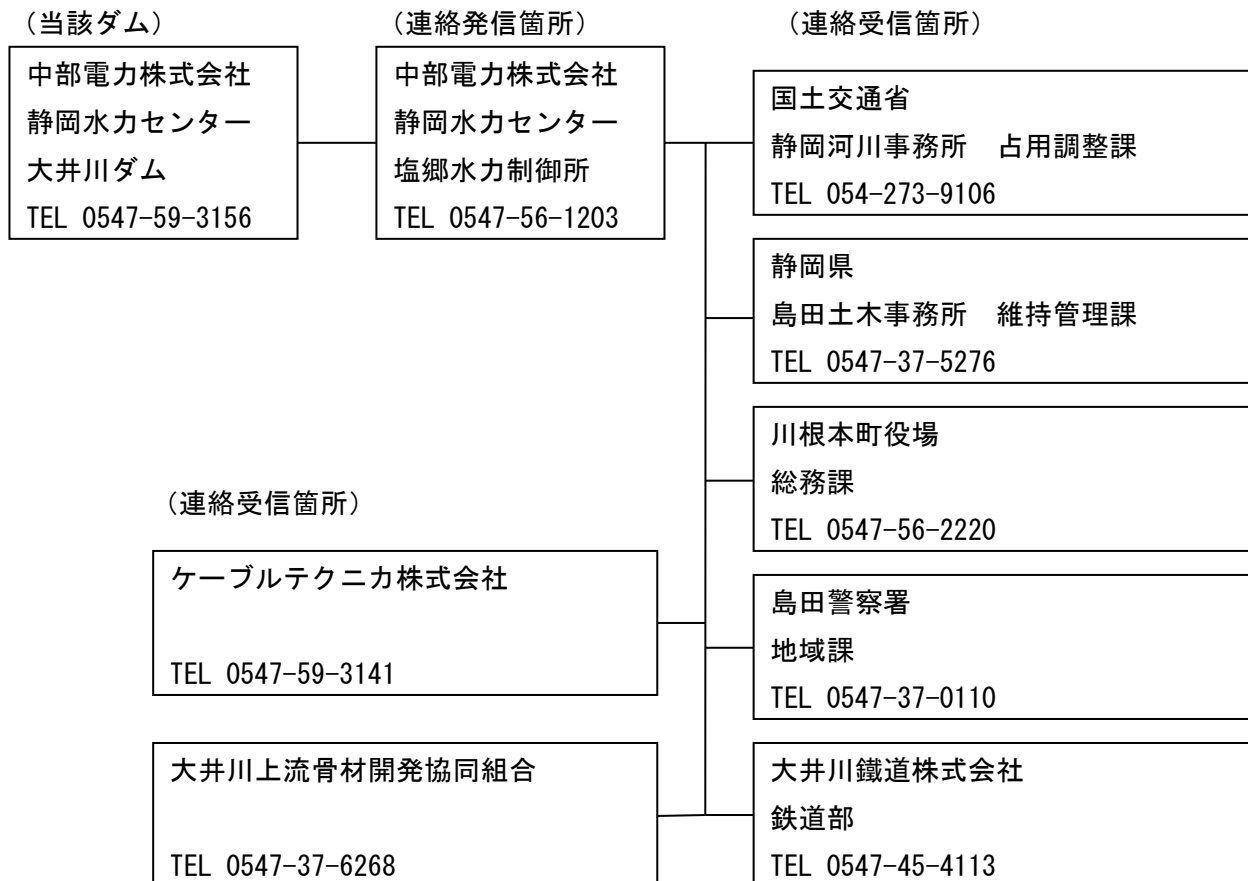 （当該ダム）
中部電力株式会社
静岡水力センター
大井川ダム
TEL 0547-59-3156
（連絡発信箇所）
中部電力株式会社
静岡水力センター
塩郷水力制御所
TEL 0547-56-1203
（連絡受信箇所）
国土交通省
静岡河川事務所　占用調整課
TEL 054-273-9106
静岡県
島田土木事務所　維持管理課
TEL 0547-37-5276
川根本町役場
総務課
TEL 0547-56-2220
島田警察署
地域課
TEL 0547-37-0110
大井川鐵道株式会社
鉄道部
TEL 0547-45-4113
（連絡受信箇所）
ケーブルテクニカ株式会社
TEL 0547-59-3141
大井川上流骨材開発協同組合
TEL 0547-37-6268